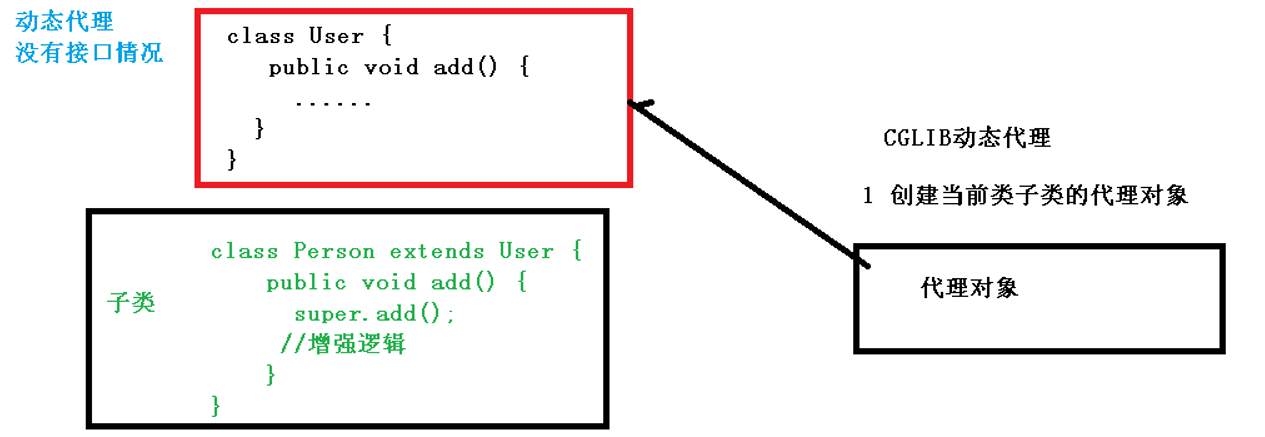 动态代理
没有接口情况
class User {
public void add() {
......
}
}
CGLIB动态代理
1 创建当前类子类的代理对象
子类
class Person extends User {
public void add() {
super.add();
//增强逻辑
}
}
代理对象